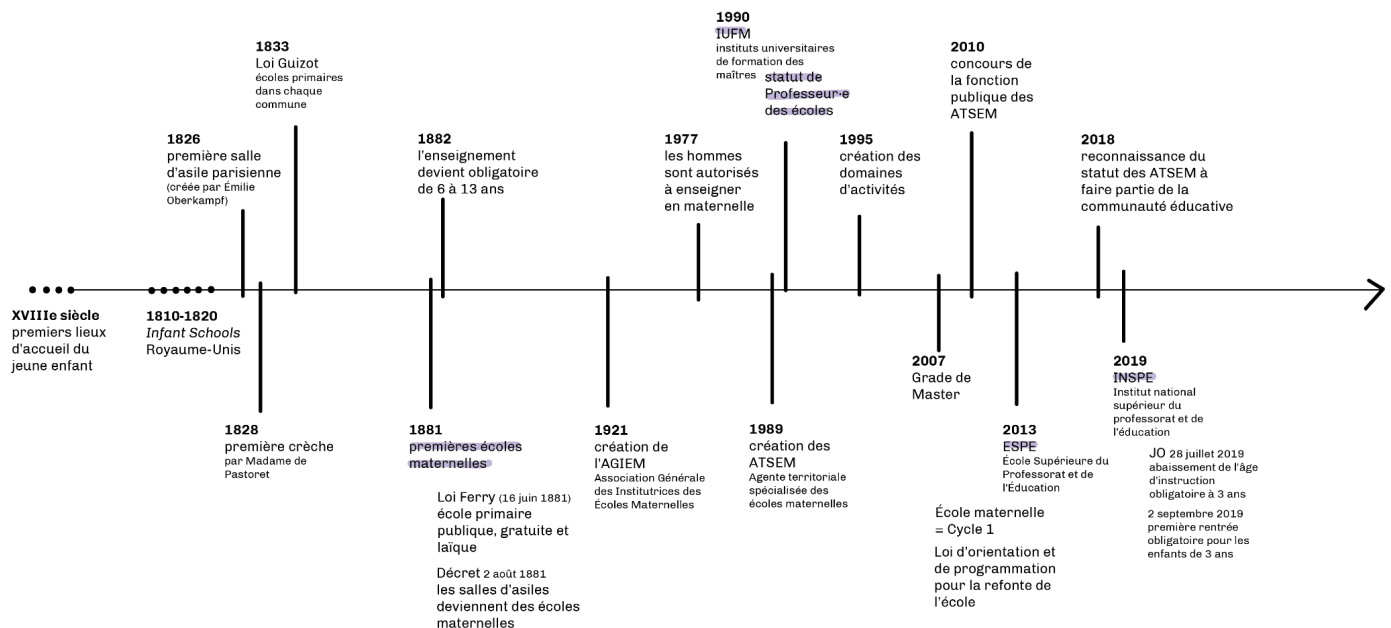 1990
IUFM
instituts universitaires
de formation des
maîtres
statut de
Professeur·e
des écoles
1833
Loi Guizot
écoles primaires
dans chaque
commune
2010
concours de
la fonction
publique des
ATSEM
1826
première salle
d'asile parisienne
(créée par Émilie
Oberkampf)
1882
l'enseignement
devient obligatoire
de 6 à 13 ans
1977
les hommes
sont autorisés
à enseigner
en maternelle
1995
création des
domaines
d'activités
2018
reconnaissance du
statut des ATSEM à
faire partie de la
communauté éducative
XVIIIe siècle
premiers lieux
d'accueil du
jeune enfant
1810-1820
Infant Schools
Royaume-Unis
1828
première crèche
par Madame de
Pastoret
1881
premières écoles
maternelles
Loi Ferry (16 juin 1881)
école primaire
publique, gratuite et
laïque
Décret 2 août 1881
les salles d'asiles
deviennent des écoles
maternelles
1921
création de
l'AGIEM
Association Générale
des Institutrices des
Écoles Maternelles
1989
création des
ATSEM
Agente territoriale
spécialisée des
écoles maternelles
2007
Grade de
Master
2013
ESPE
École Supérieure du
Professorat et de
l'Éducation
École maternelle
= Cycle 1
Loi d'orientation et
de programmation
pour la refonte de
l'école
2019
INSPE
Institut national
supérieur du
professorat et de
l'éducation
JO 28 juillet 2019
abaissement de l'âge
d'instruction
obligatoire à 3 ans
2 septembre 2019
première rentrée
obligatoire pour les
enfants de 3 ans